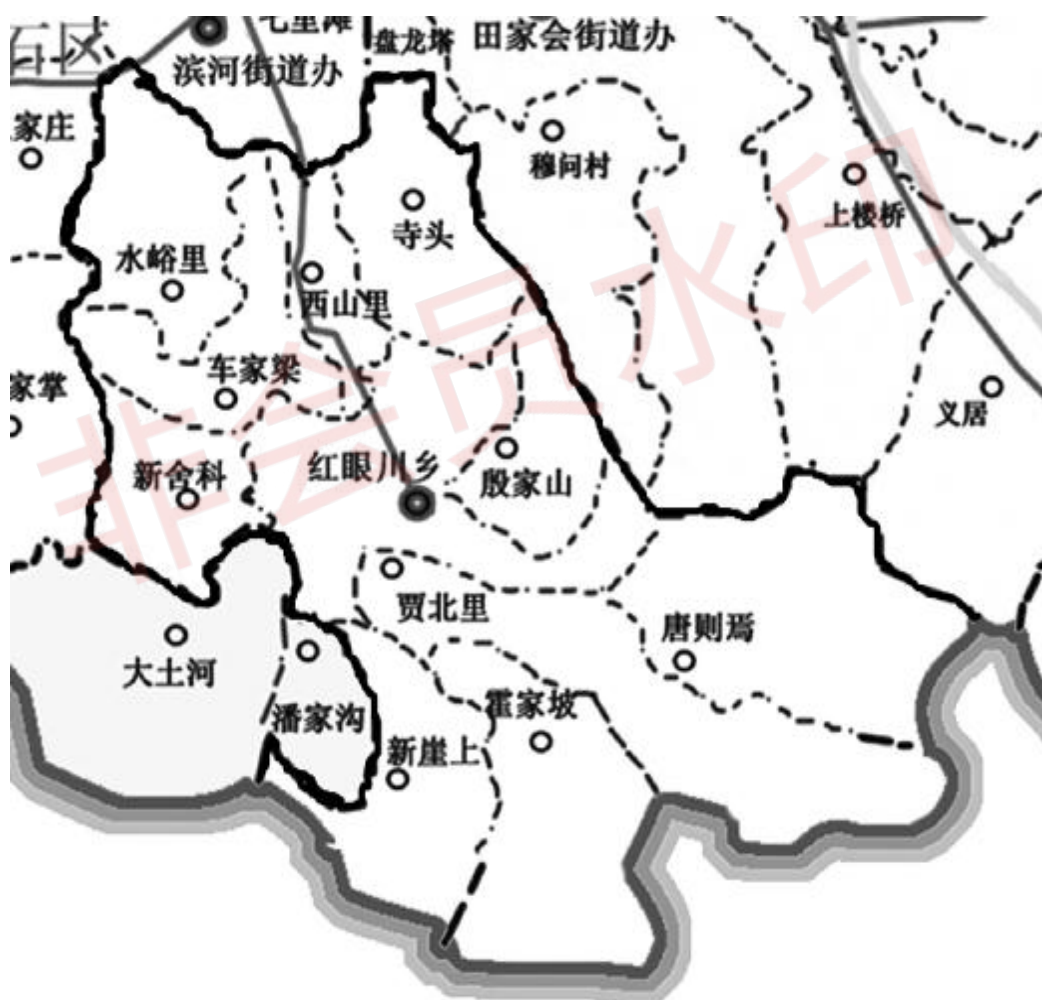 七里滩
盘龙塔
田家会街道办
石区
滨河街道办
家庄
穆问村
上楼桥
寺头
水峪里
西山里
车家梁
家掌
义居
新舍科
红眼川乡
殷家山
贾北里
唐则焉
大土河
潘家沟
霍家坡
新崖上
非会员水印